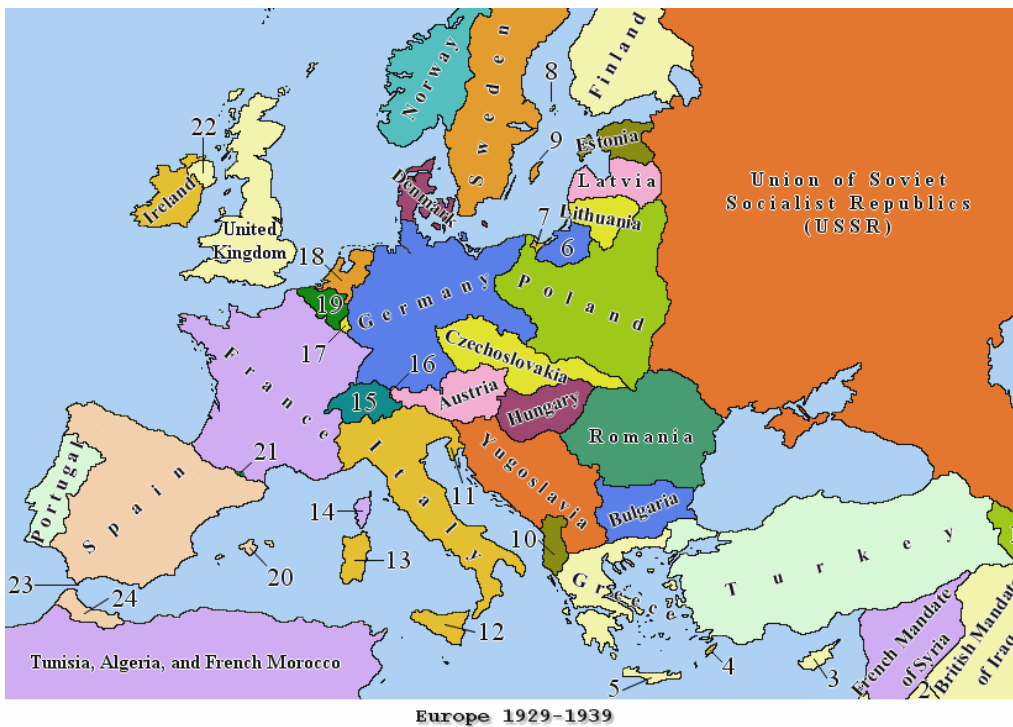 Norway
Sweden
Finland
8
22
9
Estonia
Ireland
Denmark
Latvia
Union of Soviet
Socialist Republics
(USSR)
7
Lithuania
United
Kingdom
6
18
Germany
Poland
19
17
Czechoslovakia
16
France
15
Austria
Hungary
Romania
Italy
Yugoslavia
21
11
Portugal
Spain
14
Bulgaria
10
13
20
Greece
Turkey
23
24
12
4
3
5
Tunisia, Algeria, and French Morocco
French Mandate
of Syria
2
British Mandate
of Iraq
Europe 1929-1939